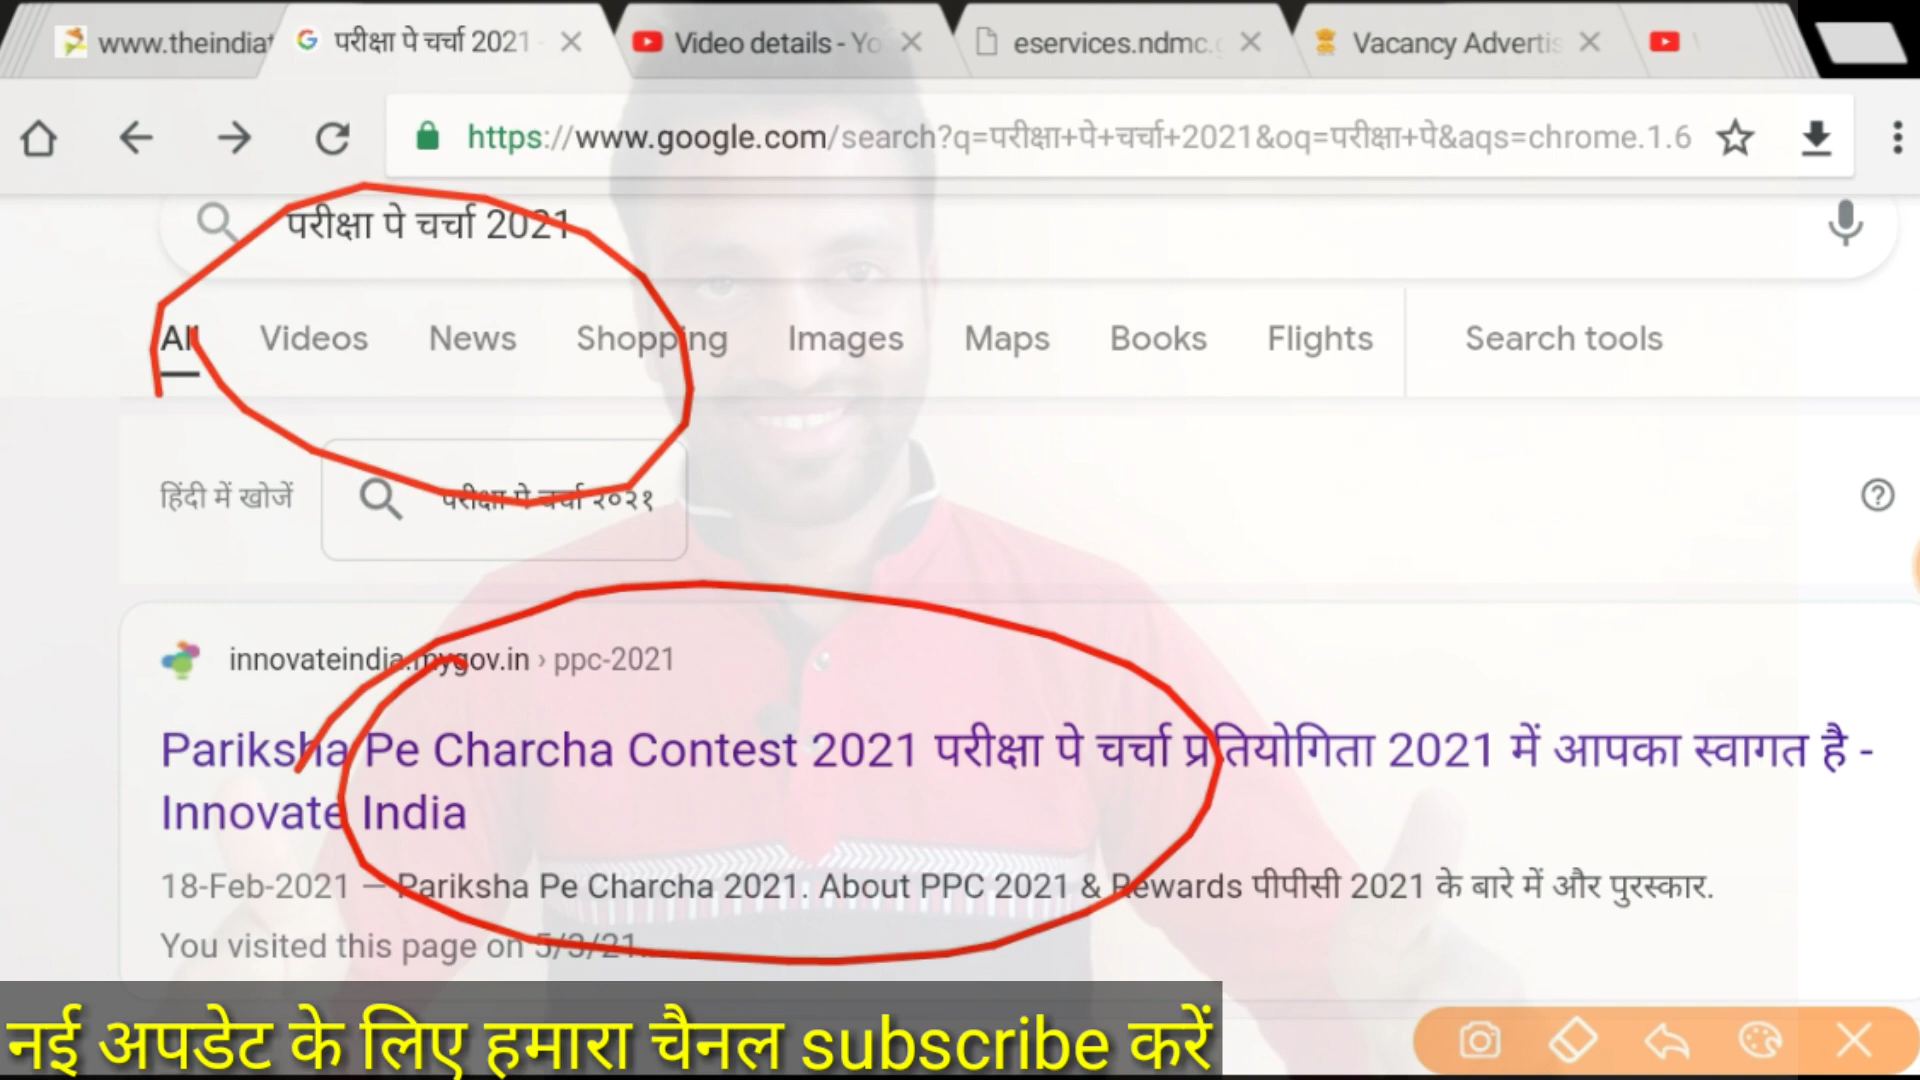 www.theindiat
परीक्षा पे चर्चा 2021 -
Video details - Yo
eservices.ndmc.g
Vacancy Advertis
https://www.google.com/search?q=परीक्षा+पे+चर्चा+2021&oq=परीक्षा+पे&aqs=chrome.1.6
परीक्षा पे चर्चा 2021
All Videos News Shopping Images Maps Books Flights Search tools
हिंदी में खोजें परीक्षा पे चर्चा २०२१
innovateindia.mygov.in › ppc-2021
Pariksha Pe Charcha Contest 2021 परीक्षा पे चर्चा प्रतियोगिता 2021 में आपका स्वागत है -
Innovate India
18-Feb-2021 — Pariksha Pe Charcha 2021. About PPC 2021 & Rewards पीपीसी 2021 के बारे में और पुरस्कार.
You visited this page on 5/3/21.
नई अपडेट के लिए हमारा चैनल subscribe करें